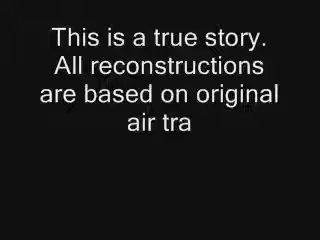 This is a true story.
All reconstructions
are based on original
air tra